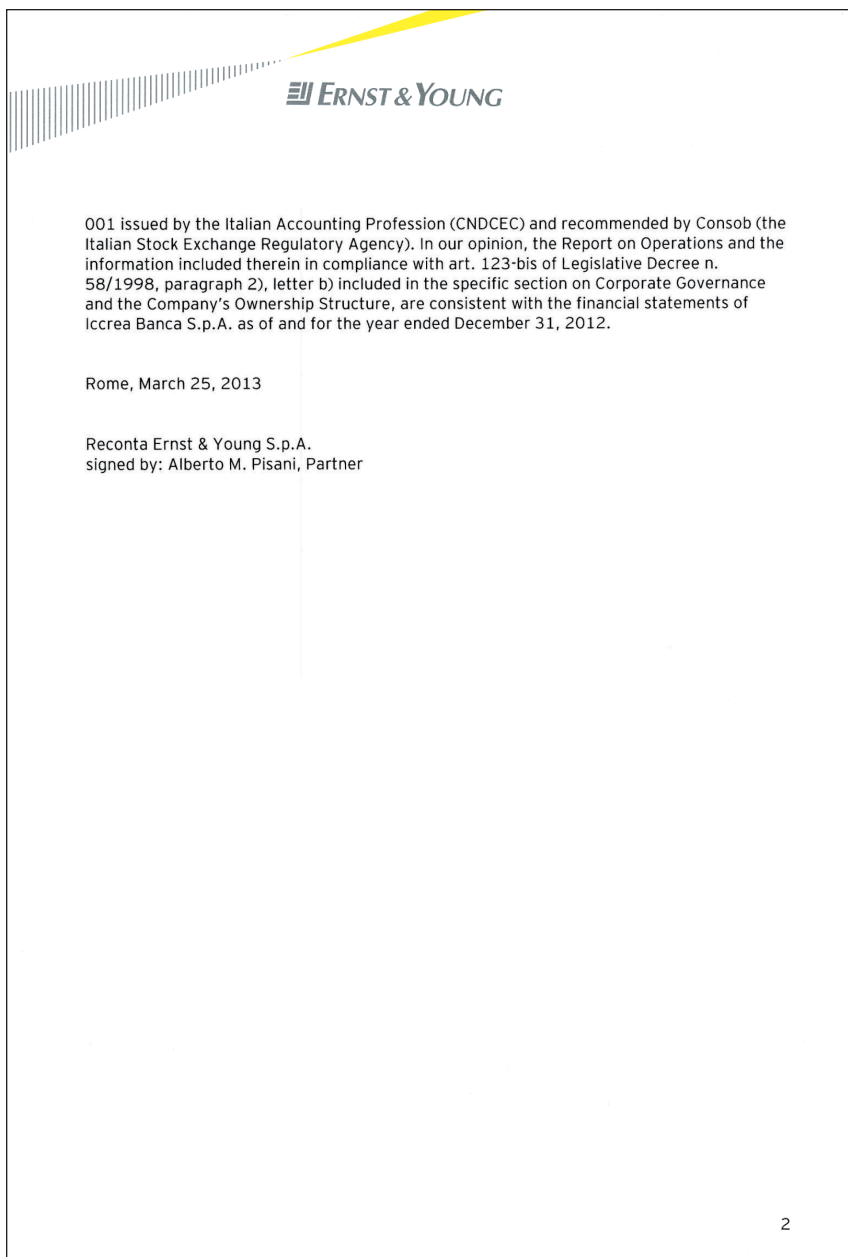 ERNST & YOUNG
001 issued by the Italian Accounting Profession (CNDCEC) and recommended by Consob (the
Italian Stock Exchange Regulatory Agency). In our opinion, the Report on Operations and the
information included therein in compliance with art. 123-bis of Legislative Decree n.
58/1998, paragraph 2), letter b) included in the specific section on Corporate Governance
and the Company's Ownership Structure, are consistent with the financial statements of
Iccrea Banca S.p.A. as of and for the year ended December 31, 2012.
Rome, March 25, 2013
Reconta Ernst & Young S.p.A.
signed by: Alberto M. Pisani, Partner
2